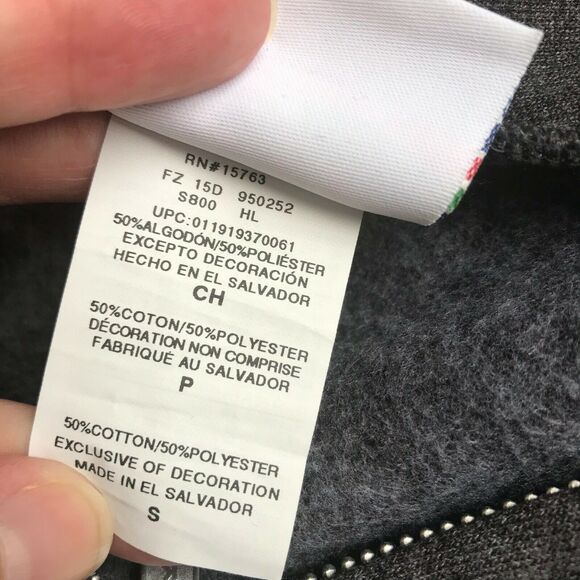 RN#15763
FZ 15D 950252
S800 HL
UPC:011919370061
50%ALGODÓN/50%POLIÉSTER
EXCEPTO DECORACIÓN
HECHO EN EL SALVADOR
CH
50%COTON/50%POLYESTER
DÉCORATION NON COMPRISE
FABRIQUÉ AU SALVADOR
P
50%COTTON/50%POLYESTER
EXCLUSIVE OF DECORATION
MADE IN EL SALVADOR
S